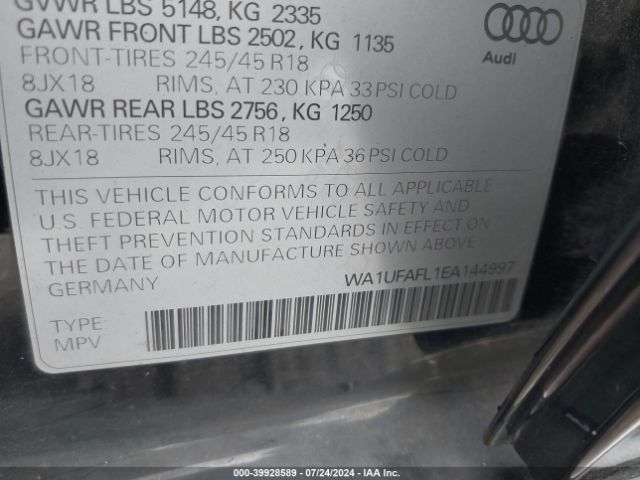 GVWR LBS 5148, KG 2335
GAWR FRONT LBS 2502, KG 1135
FRONT-TIRES 245/45 R18
8JX18 RIMS, AT 230 KPA 33 PSI COLD
GAWR REAR LBS 2756, KG 1250
REAR-TIRES 245/45 R18
8JX18 RIMS, AT 250 KPA 36 PSI COLD
Audi
THIS VEHICLE CONFORMS TO ALL APPLICABLE
U.S. FEDERAL MOTOR VEHICLE SAFETY AND
THEFT PREVENTION STANDARDS IN EFFECT ON
THE DATE OF MANUFACTURE SHOWN ABOVE
GERMANY
WA1UFAFL1EA144997
TYPE:
MPV
000-39928589 / 07/24/2024 / IAA Inc.